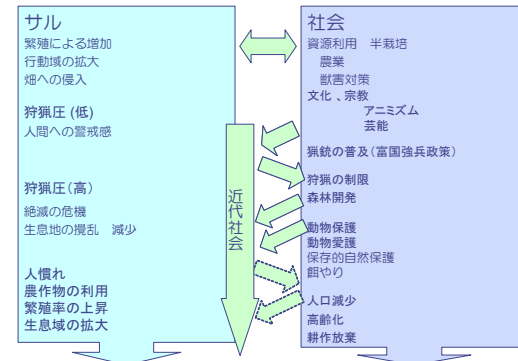 サル
繁殖による増加
行動域の拡大
畑への侵入
狩猟圧(低)
人間への警戒感
狩猟圧(高)
絶滅の危機
生息地の攪乱 減少
人慣れ
農作物の利用
繁殖率の上昇
生息域の拡大
近代社会
社会
資源利用 半栽培
農業
獣害対策
文化、宗教
アニミズム
芸能
猟銃の普及(富国強兵政策)
狩猟の制限
森林開発
動物保護
動物愛護
保存的自然保護
餌やり
人口減少
高齢化
耕作放棄